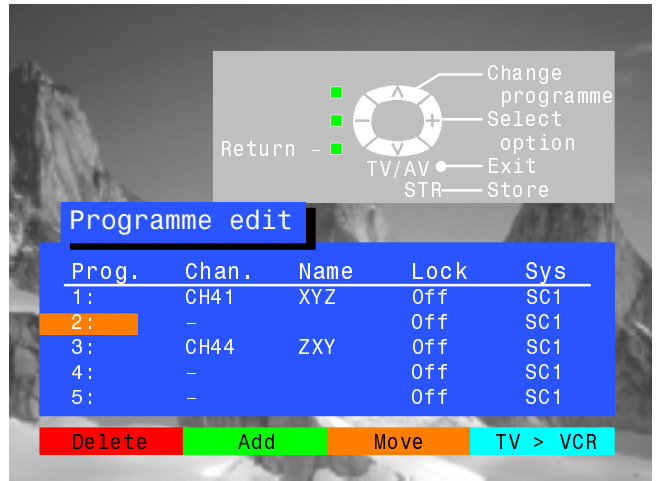 Change
programme
Select
option
Return –
TV/AV Exit
STR Store
Programme edit
Prog. Chan. Name Lock Sys
1: CH41 XYZ Off SC1
2: – Off SC1
3: CH44 ZXY Off SC1
4: – Off SC1
5: – Off SC1
Delete Add Move TV > VCR